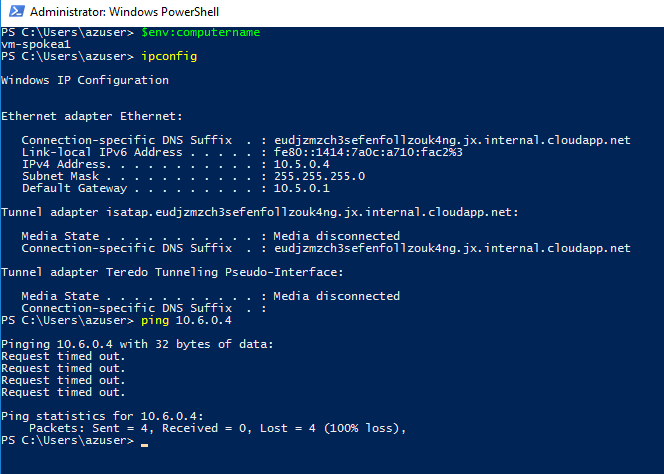 Administrator: Windows PowerShell
PS C:\Users\azuser> $env:computername
vm-spokea1
PS C:\Users\azuser> ipconfig
Windows IP Configuration
Ethernet adapter Ethernet:
Connection-specific DNS Suffix  . : eudjzmzch3sefenfollzouk4ng.jx.internal.cloudapp.net
Link-local IPv6 Address . . . . . : fe80::1414:7a0c:a710:fac2%3
IPv4 Address. . . . . . . . . . . : 10.5.0.4
Subnet Mask . . . . . . . . . . . : 255.255.255.0
Default Gateway . . . . . . . . . : 10.5.0.1
Tunnel adapter isatap.eudjzmzch3sefenfollzouk4ng.jx.internal.cloudapp.net:
Media State . . . . . . . . . . . : Media disconnected
Connection-specific DNS Suffix  . : eudjzmzch3sefenfollzouk4ng.jx.internal.cloudapp.net
Tunnel adapter Teredo Tunneling Pseudo-Interface:
Media State . . . . . . . . . . . : Media disconnected
Connection-specific DNS Suffix  . :
PS C:\Users\azuser> ping 10.6.0.4
Pinging 10.6.0.4 with 32 bytes of data:
Request timed out.
Request timed out.
Request timed out.
Request timed out.
Ping statistics for 10.6.0.4:
Packets: Sent = 4, Received = 0, Lost = 4 (100% loss),
PS C:\Users\azuser> _